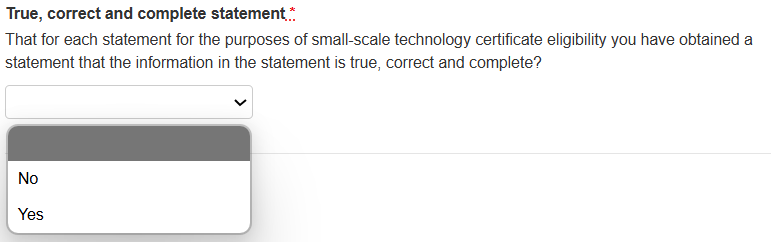 True, correct and complete statement.*
That for each statement for the purposes of small-scale technology certificate eligibility you have obtained a
statement that the information in the statement is true, correct and complete?
No
Yes